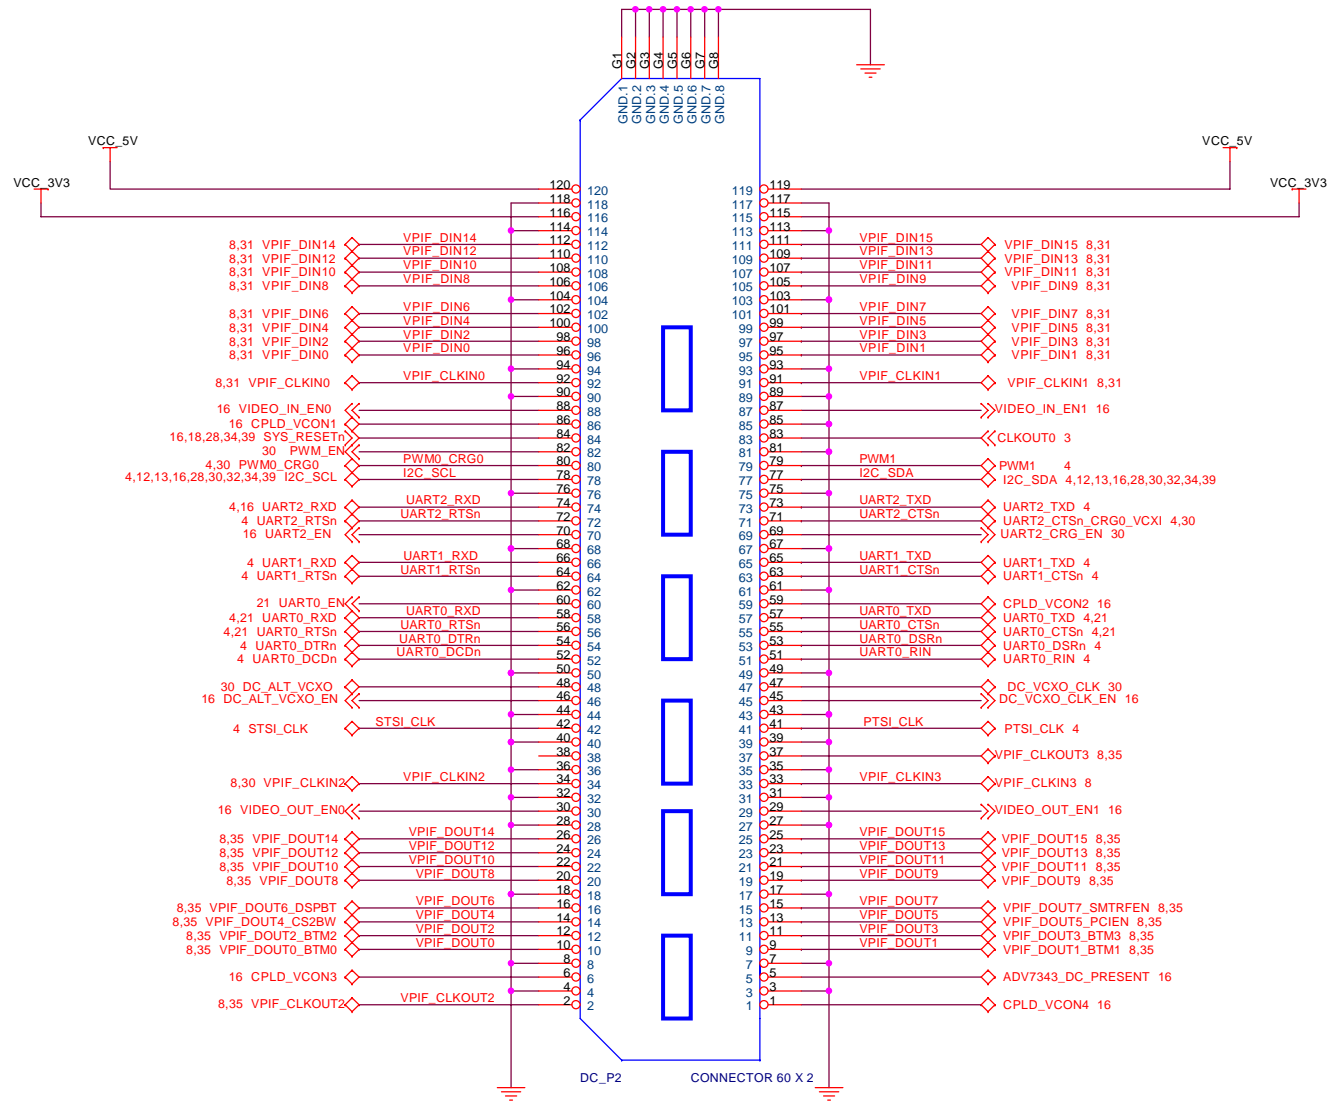 G1 G2 G3 G4 G5 G6 G7 G8
GND.1 GND.2 GND.3 GND.4 GND.5 GND.6 GND.7 GND.8
VCC_5V VCC_5V
VCC_3V3 VCC_3V3
120 120 119 119
118 118 117 117
116 116 115 115
114 114 113 113
8,31 VPIF_DIN14 VPIF_DIN14 112 112 111 111 VPIF_DIN15 VPIF_DIN15 8,31
8,31 VPIF_DIN12 VPIF_DIN12 110 110 109 109 VPIF_DIN13 VPIF_DIN13 8,31
8,31 VPIF_DIN10 VPIF_DIN10 108 108 107 107 VPIF_DIN11 VPIF_DIN11 8,31
8,31 VPIF_DIN8 VPIF_DIN8 106 106 105 105 VPIF_DIN9 VPIF_DIN9 8,31
104 104 103 103
8,31 VPIF_DIN6 VPIF_DIN6 102 102 101 101 VPIF_DIN7 VPIF_DIN7 8,31
8,31 VPIF_DIN4 VPIF_DIN4 100 100 99 99 VPIF_DIN5 VPIF_DIN5 8,31
8,31 VPIF_DIN2 VPIF_DIN2 98 98 97 97 VPIF_DIN3 VPIF_DIN3 8,31
8,31 VPIF_DIN0 VPIF_DIN0 96 96 95 95 VPIF_DIN1 VPIF_DIN1 8,31
94 94 93 93
8,31 VPIF_CLKIN0 VPIF_CLKIN0 92 92 91 91 VPIF_CLKIN1 VPIF_CLKIN1 8,31
90 90 89 89
16 VIDEO_IN_EN0 88 88 87 87 VIDEO_IN_EN1 16
16 CPLD_VCON1 86 86 85 85
16,18,28,34,39 SYS_RESETn 84 84 83 83 CLKOUT0 3
30 PWM_EN 82 82 81 81
4,30 PWM0_CRG0 PWM0_CRG0 80 80 79 79 PWM1 PWM1 4
4,12,13,16,28,30,32,34,39 I2C_SCL I2C_SCL 78 78 77 77 I2C_SDA I2C_SDA 4,12,13,16,28,30,32,34,39
76 76 75 75
4,16 UART2_RXD UART2_RXD 74 74 73 73 UART2_TXD UART2_TXD 4
4 UART2_RTSn UART2_RTSn 72 72 71 71 UART2_CTSn UART2_CTSn_CRG0_VCXI 4,30
16 UART2_EN 70 70 69 69 UART2_CRG_EN 30
68 68 67 67
4 UART1_RXD UART1_RXD 66 66 65 65 UART1_TXD UART1_TXD 4
4 UART1_RTSn UART1_RTSn 64 64 63 63 UART1_CTSn UART1_CTSn 4
62 62 61 61
21 UART0_EN 60 60 59 59 CPLD_VCON2 16
4,21 UART0_RXD UART0_RXD 58 58 57 57 UART0_TXD UART0_TXD 4,21
4,21 UART0_RTSn UART0_RTSn 56 56 55 55 UART0_CTSn UART0_CTSn 4,21
4 UART0_DTRn UART0_DTRn 54 54 53 53 UART0_DSRn UART0_DSRn 4
4 UART0_DCDn UART0_DCDn 52 52 51 51 UART0_RIN UART0_RIN 4
50 50 49 49
30 DC_ALT_VCXO 48 48 47 47 DC_VCXO_CLK 30
16 DC_ALT_VCXO_EN 46 46 45 45 DC_VCXO_CLK_EN 16
44 44 43 43
4 STSI_CLK STSI_CLK 42 42 41 41 PTSI_CLK PTSI_CLK 4
40 40 39 39
38 38 37 37 VPIF_CLKOUT3 8,35
36 36 35 35
8,30 VPIF_CLKIN2 VPIF_CLKIN2 34 34 33 33 VPIF_CLKIN3 VPIF_CLKIN3 8
32 32 31 31
16 VIDEO_OUT_EN0 30 30 29 29 VIDEO_OUT_EN1 16
28 28 27 27
8,35 VPIF_DOUT14 VPIF_DOUT14 26 26 25 25 VPIF_DOUT15 VPIF_DOUT15 8,35
8,35 VPIF_DOUT12 VPIF_DOUT12 24 24 23 23 VPIF_DOUT13 VPIF_DOUT13 8,35
8,35 VPIF_DOUT10 VPIF_DOUT10 22 22 21 21 VPIF_DOUT11 VPIF_DOUT11 8,35
8,35 VPIF_DOUT8 VPIF_DOUT8 20 20 19 19 VPIF_DOUT9 VPIF_DOUT9 8,35
18 18 17 17
8,35 VPIF_DOUT6_DSPBT VPIF_DOUT6 16 16 15 15 VPIF_DOUT7 VPIF_DOUT7_SMTRFEN 8,35
8,35 VPIF_DOUT4_CS2BW VPIF_DOUT4 14 14 13 13 VPIF_DOUT5 VPIF_DOUT5_PCIEN 8,35
8,35 VPIF_DOUT2_BTM2 VPIF_DOUT2 12 12 11 11 VPIF_DOUT3 VPIF_DOUT3_BTM3 8,35
8,35 VPIF_DOUT0_BTM0 VPIF_DOUT0 10 10 9 9 VPIF_DOUT1 VPIF_DOUT1_BTM1 8,35
8 8 7 7
16 CPLD_VCON3 6 6 5 5 ADV7343_DC_PRESENT 16
4 4 3 3
8,35 VPIF_CLKOUT2 VPIF_CLKOUT2 2 2 1 1 CPLD_VCON4 16
DC_P2 CONNECTOR 60 X 2